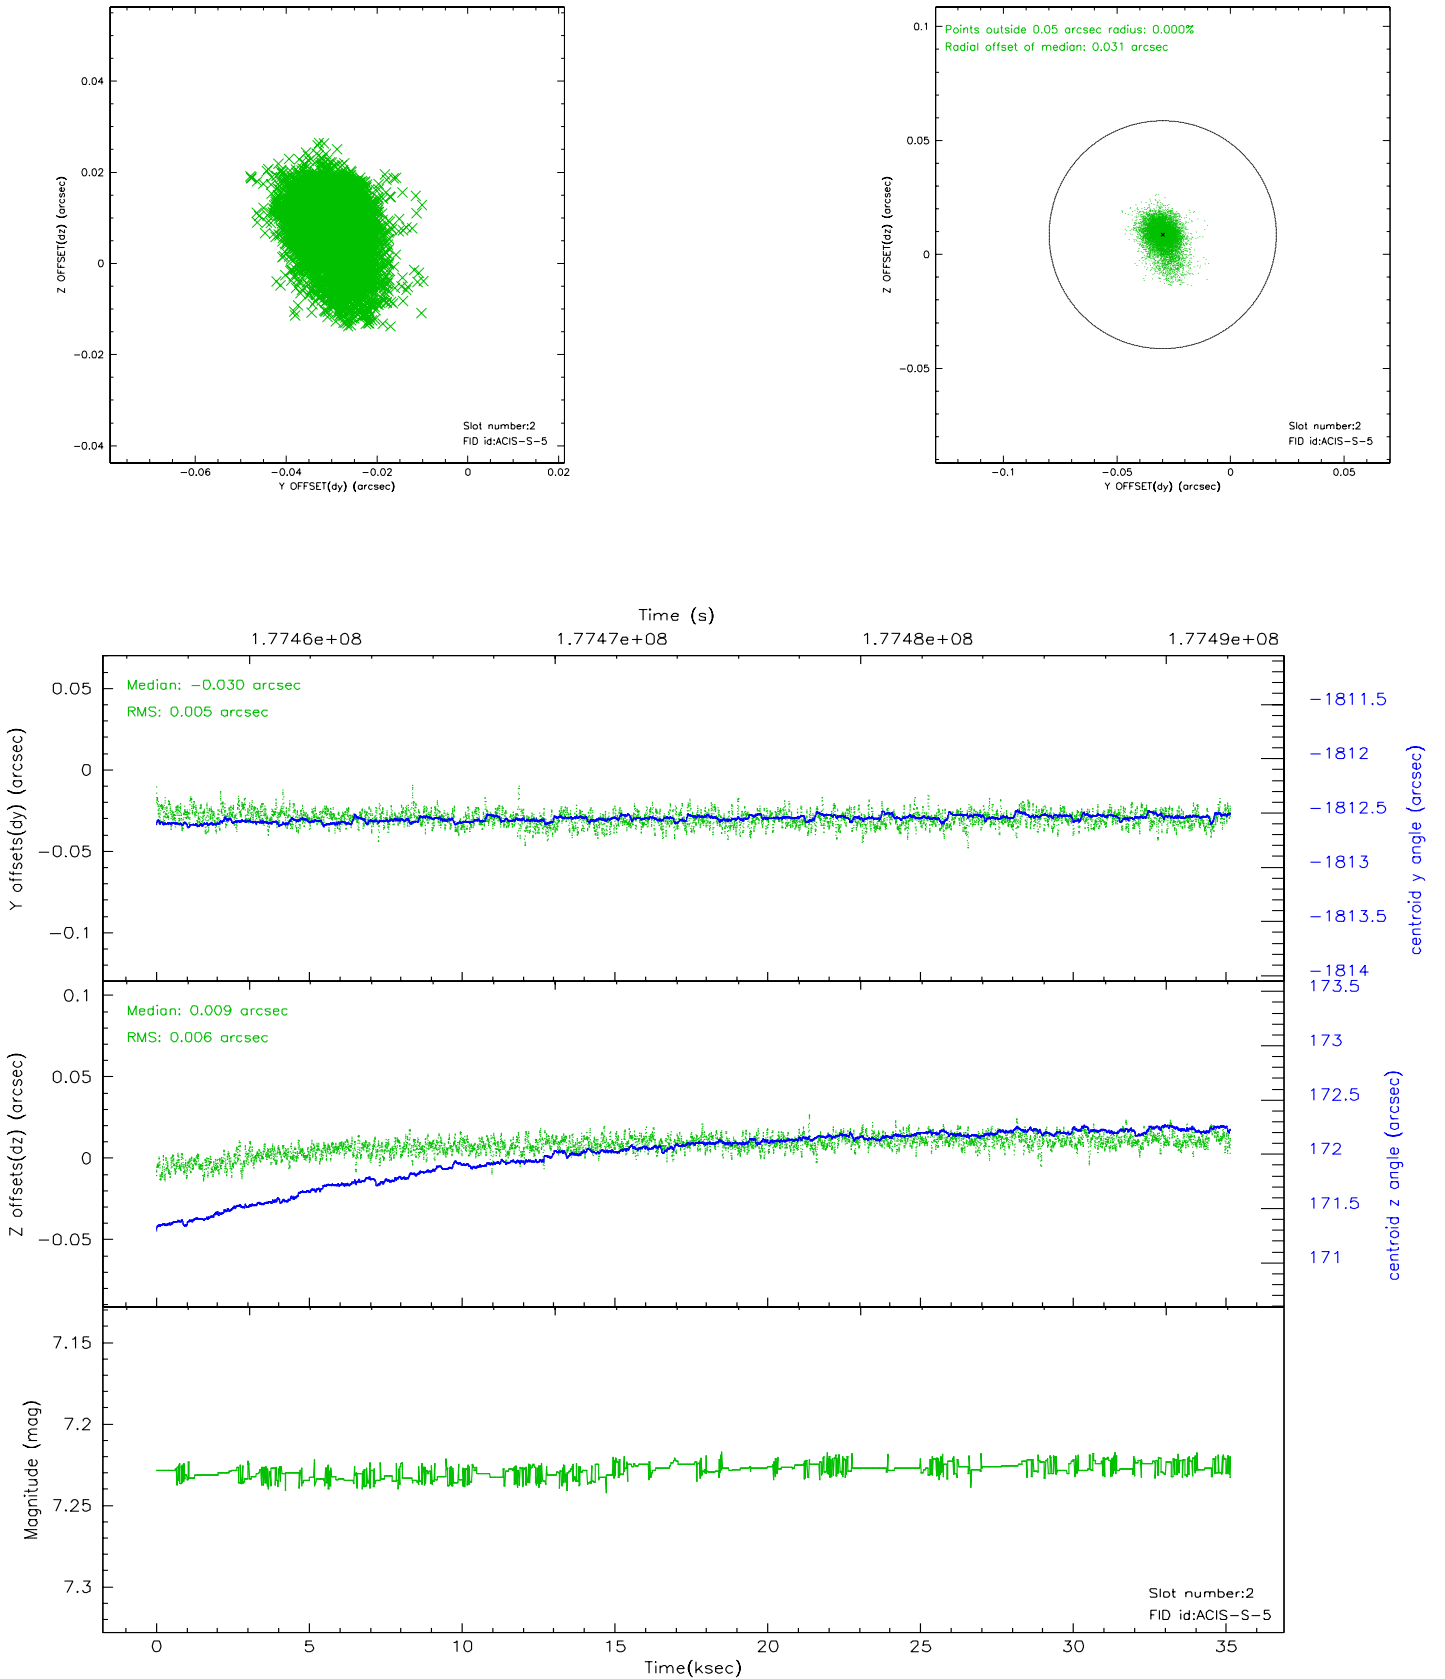 0.04
0.02
0
−0.02
−0.04
Z OFFSET(dz) (arcsec)
Slot number:2
FID id:ACIS−S−5
−0.06
−0.04
−0.02
0
0.02
Y OFFSET(dy) (arcsec)
Points outside 0.05 arcsec radius: 0.000%
Radial offset of median: 0.031 arcsec
0.1
0.05
0
−0.05
Z OFFSET(dz) (arcsec)
Slot number:2
FID id:ACIS−S−5
−0.1
−0.05
0
0.05
Y OFFSET(dy) (arcsec)
Time (s)
1.7746e+08
1.7747e+08
1.7748e+08
1.7749e+08
Median: −0.030 arcsec
RMS: 0.005 arcsec
0.05
0
−0.05
−0.1
Y offsets(dy) (arcsec)
−1811.5
−1812
−1812.5
−1813
−1813.5
−1814
centroid y angle (arcsec)
Median: 0.009 arcsec
RMS: 0.006 arcsec
0.1
0.05
0
−0.05
Z offsets(dz) (arcsec)
173.5
173
172.5
172
171.5
171
centroid z angle (arcsec)
7.15
7.2
7.25
7.3
Magnitude (mag)
Slot number:2
FID id:ACIS−S−5
0
5
10
15
20
25
30
35
Time(ksec)